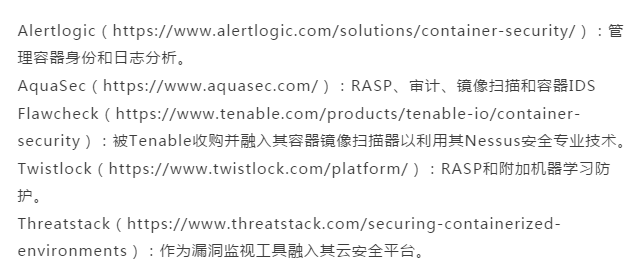 Alertlogic（https://www.alertlogic.com/solutions/container-security/）：管
理容器身份和日志分析。
AquaSec（https://www.aquasec.com/）：RASP、审计、镜像扫描和容器IDS
Flawcheck（https://www.tenable.com/products/tenable-io/container-
security）：被Tenable收购并融入其容器镜像扫描器以利用其Nessus安全专业技术。
Twistlock（https://www.twistlock.com/platform/）：RASP和附加机器学习防
护。
Threatstack（https://www.threatstack.com/securing-containerized-
environments）：作为漏洞监视工具融入其云安全平台。